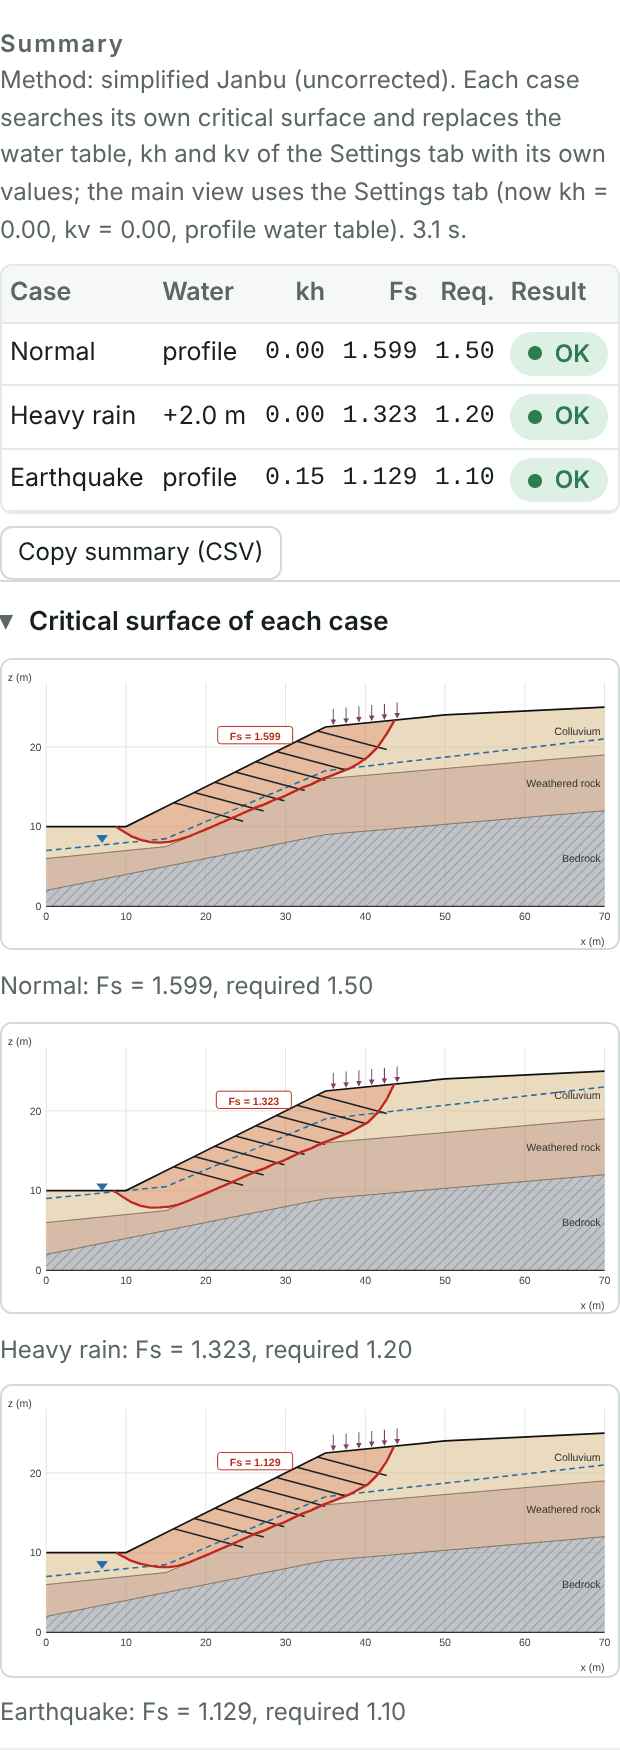 Summary
Method: simplified Janbu (uncorrected). Each case
searches its own critical surface and replaces the
water table, kh and kv of the Settings tab with its own
values; the main view uses the Settings tab (now kh =
0.00, kv = 0.00, profile water table). 3.1 s.
Case Water kh Fs Req. Result
Normal profile 0.00 1.599 1.50 OK
Heavy rain +2.0 m 0.00 1.323 1.20 OK
Earthquake profile 0.15 1.129 1.10 OK
Copy summary (CSV)
▼ Critical surface of each case
z (m)
Fs = 1.599
Colluvium
20
Weathered rock
10
Bedrock
0
0 10 20 30 40 50 60 70
x (m)
Normal: Fs = 1.599, required 1.50
z (m)
Fs = 1.323
Colluvium
20
Weathered rock
10
Bedrock
0
0 10 20 30 40 50 60 70
x (m)
Heavy rain: Fs = 1.323, required 1.20
z (m)
Colluvium
Fs = 1.129
20
Weathered rock
10
Bedrock
0
0 10 20 30 40 50 60 70
x (m)
Earthquake: Fs = 1.129, required 1.10